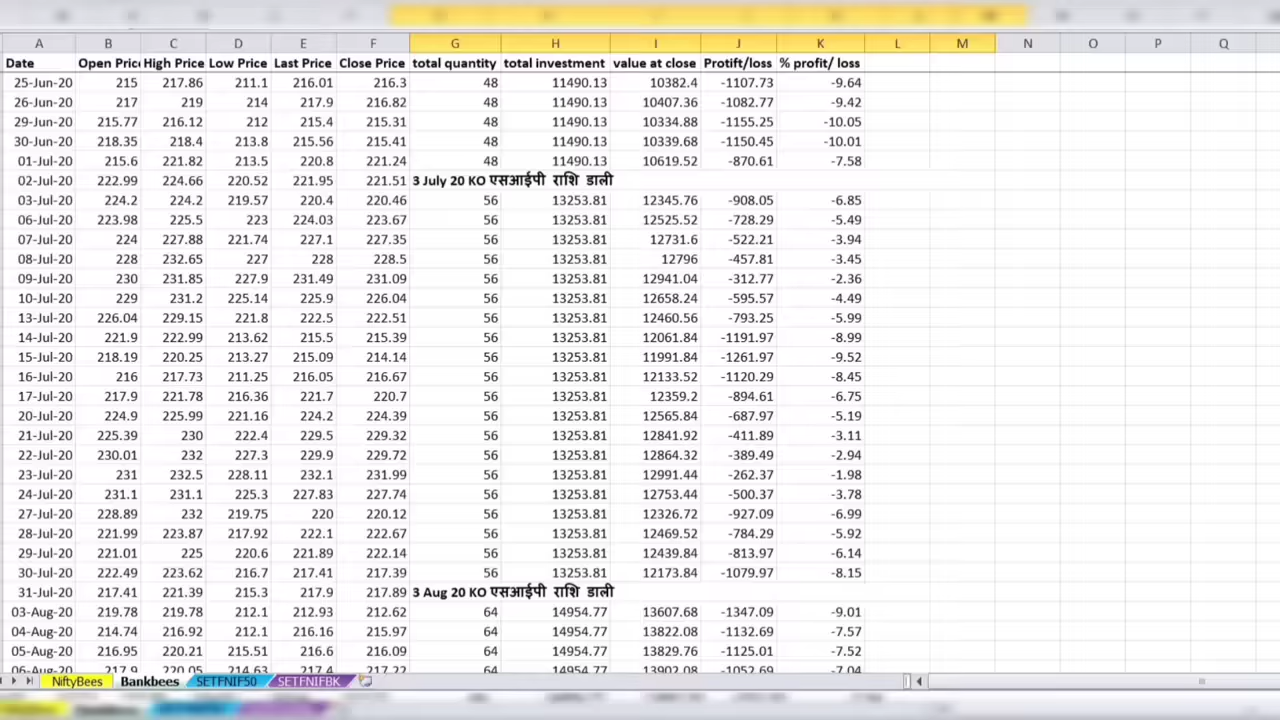 A B C D E F G H I J K L M N O P Q
Date Open Pric High Price Low Price Last Price Close Price total quantity total investment value at close Protift/loss % profit/ loss
25-Jun-20 215 217.86 211.1 216.01 216.3 48 11490.13 10382.4 -1107.73 -9.64
26-Jun-20 217 219 214 217.9 216.82 48 11490.13 10407.36 -1082.77 -9.42
29-Jun-20 215.77 216.12 212 215.4 215.31 48 11490.13 10334.88 -1155.25 -10.05
30-Jun-20 218.35 218.4 213.8 215.56 215.41 48 11490.13 10339.68 -1150.45 -10.01
01-Jul-20 215.6 221.82 213.5 220.8 221.24 48 11490.13 10619.52 -870.61 -7.58
02-Jul-20 222.99 224.66 220.52 221.95 221.51 3 July 20 KO एसआईपी राशि डाली
03-Jul-20 224.2 224.2 219.57 220.4 220.46 56 13253.81 12345.76 -908.05 -6.85
06-Jul-20 223.98 225.5 223 224.03 223.67 56 13253.81 12525.52 -728.29 -5.49
07-Jul-20 224 227.88 221.74 227.1 227.35 56 13253.81 12731.6 -522.21 -3.94
08-Jul-20 228 232.65 227 228 228.5 56 13253.81 12796 -457.81 -3.45
09-Jul-20 230 231.85 227.9 231.49 231.09 56 13253.81 12941.04 -312.77 -2.36
10-Jul-20 229 231.2 225.14 225.9 226.04 56 13253.81 12658.24 -595.57 -4.49
13-Jul-20 226.04 229.15 221.8 222.5 222.51 56 13253.81 12460.56 -793.25 -5.99
14-Jul-20 221.9 222.99 213.62 215.5 215.39 56 13253.81 12061.84 -1191.97 -8.99
15-Jul-20 218.19 220.25 213.27 215.09 214.14 56 13253.81 11991.84 -1261.97 -9.52
16-Jul-20 216 217.73 211.25 216.05 216.67 56 13253.81 12133.52 -1120.29 -8.45
17-Jul-20 217.9 221.78 216.36 221.7 220.7 56 13253.81 12359.2 -894.61 -6.75
20-Jul-20 224.9 225.99 221.16 224.2 224.39 56 13253.81 12565.84 -687.97 -5.19
21-Jul-20 225.39 230 222.4 229.5 229.32 56 13253.81 12841.92 -411.89 -3.11
22-Jul-20 230.01 232 227.3 229.9 229.72 56 13253.81 12864.32 -389.49 -2.94
23-Jul-20 231 232.5 228.11 232.1 231.99 56 13253.81 12991.44 -262.37 -1.98
24-Jul-20 231.1 231.1 225.3 227.83 227.74 56 13253.81 12753.44 -500.37 -3.78
27-Jul-20 228.89 232 219.75 220 220.12 56 13253.81 12326.72 -927.09 -6.99
28-Jul-20 221.99 223.87 217.92 222.1 222.67 56 13253.81 12469.52 -784.29 -5.92
29-Jul-20 221.01 225 220.6 221.89 222.14 56 13253.81 12439.84 -813.97 -6.14
30-Jul-20 222.49 223.62 216.7 217.41 217.39 56 13253.81 12173.84 -1079.97 -8.15
31-Jul-20 217.41 221.39 215.3 217.9 217.89 3 Aug 20 KO एसआईपी राशि डाली
03-Aug-20 219.78 219.78 212.1 212.93 212.62 64 14954.77 13607.68 -1347.09 -9.01
04-Aug-20 214.74 216.92 212.1 216.16 215.97 64 14954.77 13822.08 -1132.69 -7.57
05-Aug-20 216.95 220.21 215.51 216.6 216.09 64 14954.77 13829.76 -1125.01 -7.52
06-Aug-20 217.9 220.05 214.63 217.4 217.22 64 14954.77 13902.08 -1052.69 -7.04
NiftyBees Bankbees SETFNIF50 SETFNIFBK